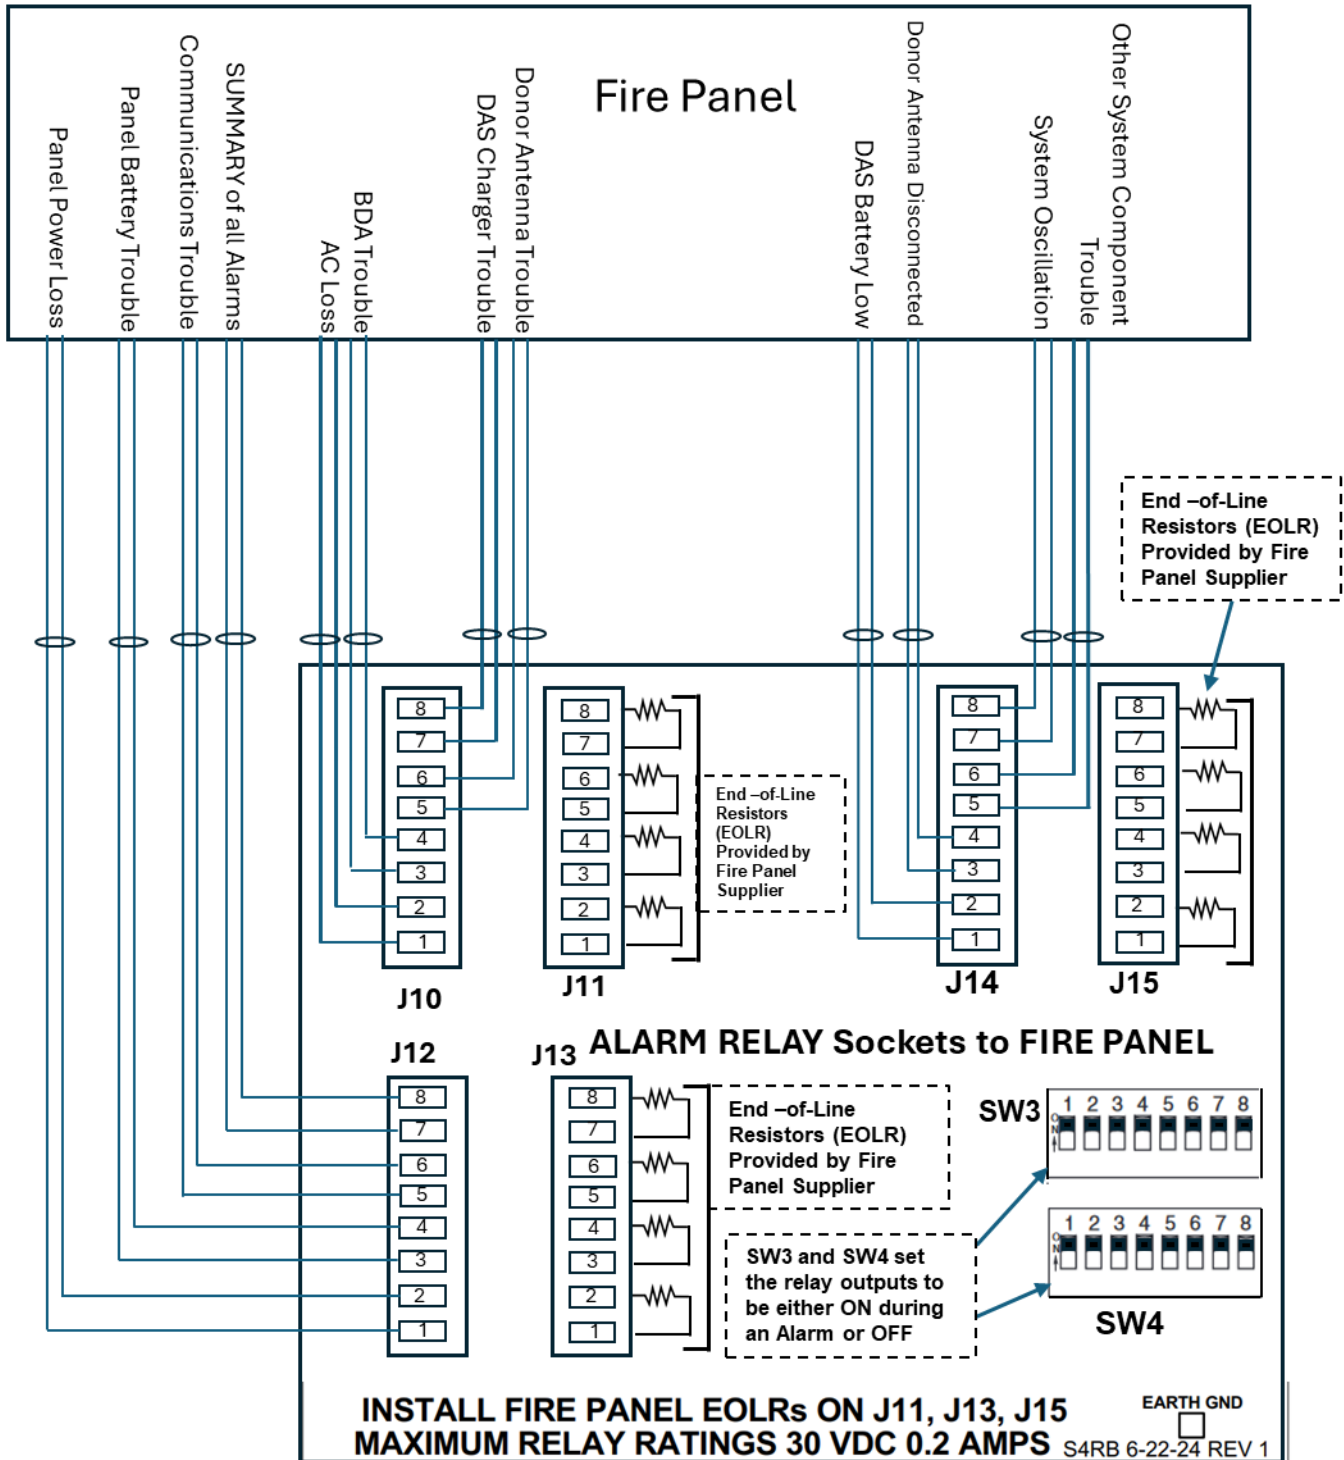 Fire Panel
Panel Power Loss
Panel Battery Trouble
Communications Trouble
SUMMARY of all Alarms
AC Loss
BDA Trouble
DAS Charger Trouble
Donor Antenna Trouble
DAS Battery Low
Donor Antenna Disconnected
System Oscillation
Other System Component
Trouble
End –of-Line
Resistors (EOLR)
Provided by Fire
Panel Supplier
8
7
6
5
4
3
2
1
J10
8
7
6
5
4
3
2
1
J11
End –of-Line
Resistors
(EOLR)
Provided by
Fire Panel
Supplier
8
7
6
5
4
3
2
1
J14
8
7
6
5
4
3
2
1
J15
ALARM RELAY Sockets to FIRE PANEL
J12
8
7
6
5
4
3
2
1
J13
8
7
6
5
4
3
2
1
End –of-Line
Resistors (EOLR)
Provided by Fire
Panel Supplier
SW3 and SW4 set
the relay outputs to
be either ON during
an Alarm or OFF
SW3
1 2 3 4 5 6 7 8
ON
1 2 3 4 5 6 7 8
ON
SW4
INSTALL FIRE PANEL EOLRs ON J11, J13, J15
MAXIMUM RELAY RATINGS 30 VDC 0.2 AMPS
EARTH GND
S4RB 6-22-24 REV 1